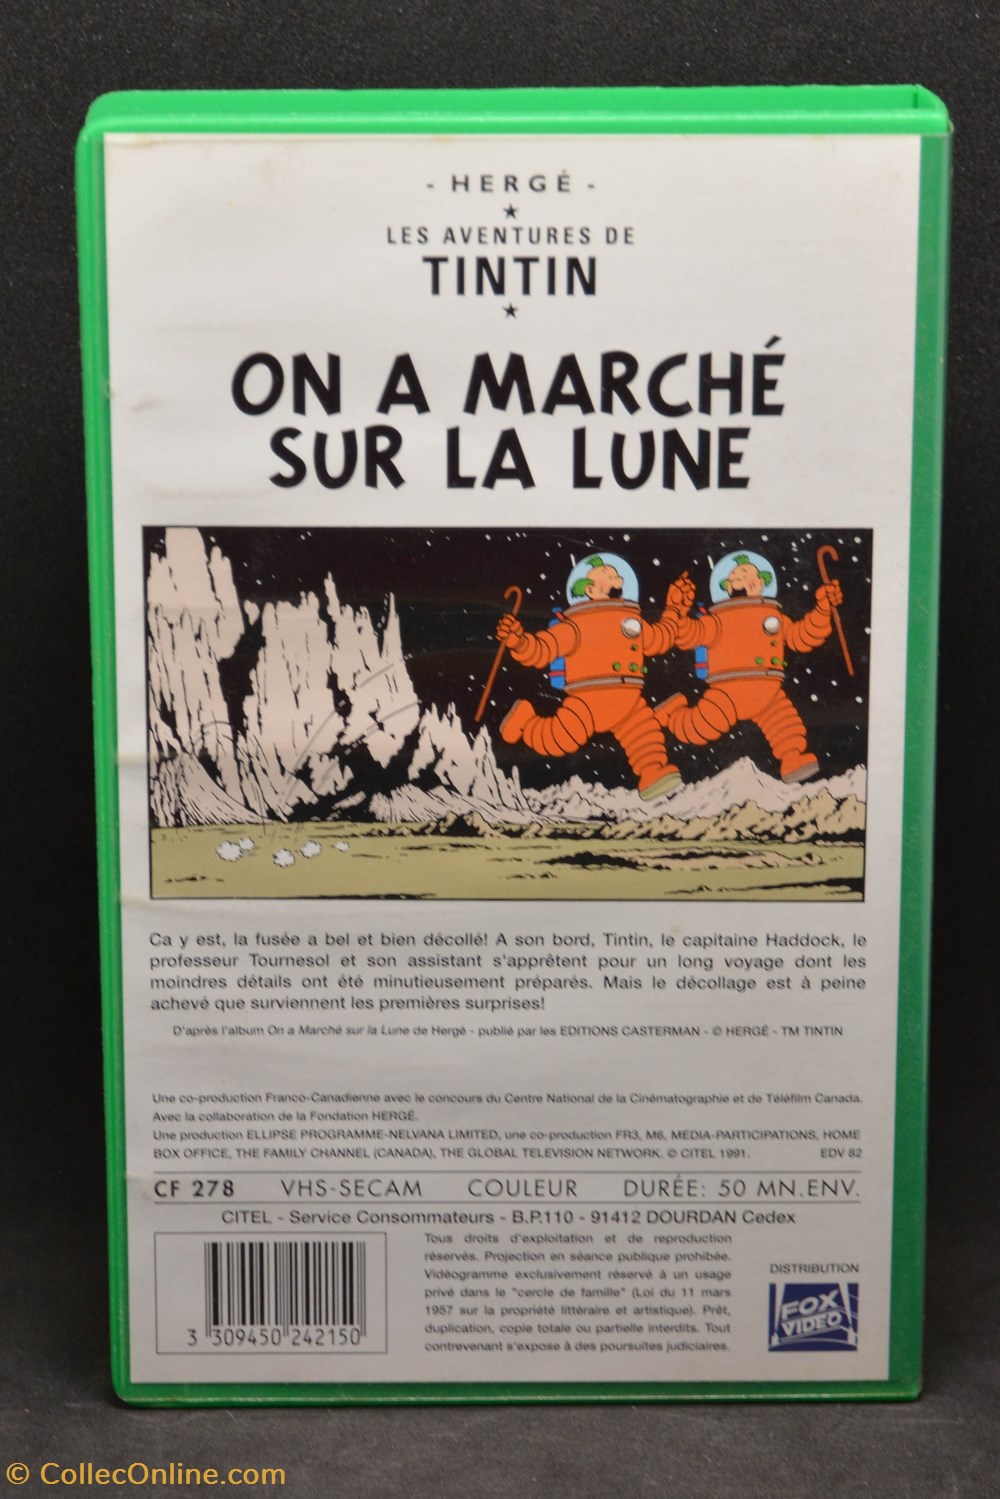 - HERGÉ -
LES AVENTURES DE
TINTIN
ON A MARCHÉ
SUR LA LUNE
Ca y est, la fusée a bel et bien décollé! A son bord, Tintin, le capitaine Haddock, le
professeur Tournesol et son assistant s'apprêtent pour un long voyage dont les
moindres détails ont été minutieusement préparés. Mais le décollage est à peine
achevé que surviennent les premières surprises!
D'après l'album On a Marché sur la Lune de Hergé - publié par les EDITIONS CASTERMAN - © HERGÉ - TM TINTIN
Une co-production Franco-Canadienne avec le concours du Centre National de la Cinématographie et de Téléfilm Canada.
Avec la collaboration de la Fondation HERGÉ.
Une production ELLIPSE PROGRAMME-NELVANA LIMITED, une co-production FR3, M6, MEDIA-PARTICIPATIONS, HOME
BOX OFFICE, THE FAMILY CHANNEL (CANADA), THE GLOBAL TELEVISION NETWORK. © CITEL 1991. EDV 82
CF 278 VHS-SECAM COULEUR DURÉE: 50 MN.ENV.
CITEL - Service Consommateurs - B.P.110 - 91412 DOURDAN Cedex
Tous droits d'exploitation et de reproduction
réservés. Projection en séance publique prohibée.
Vidéogramme exclusivement réservé à un usage
privé dans le "cercle de famille" (Loi du 11 mars
1957 sur la propriété littéraire et artistique). Prêt,
duplication, copie totale ou partielle interdits. Tout
contrevenant s'expose à des poursuites judiciaires.
3 309450 242150
DISTRIBUTION
FOX
VIDEO
© CollecOnline.com